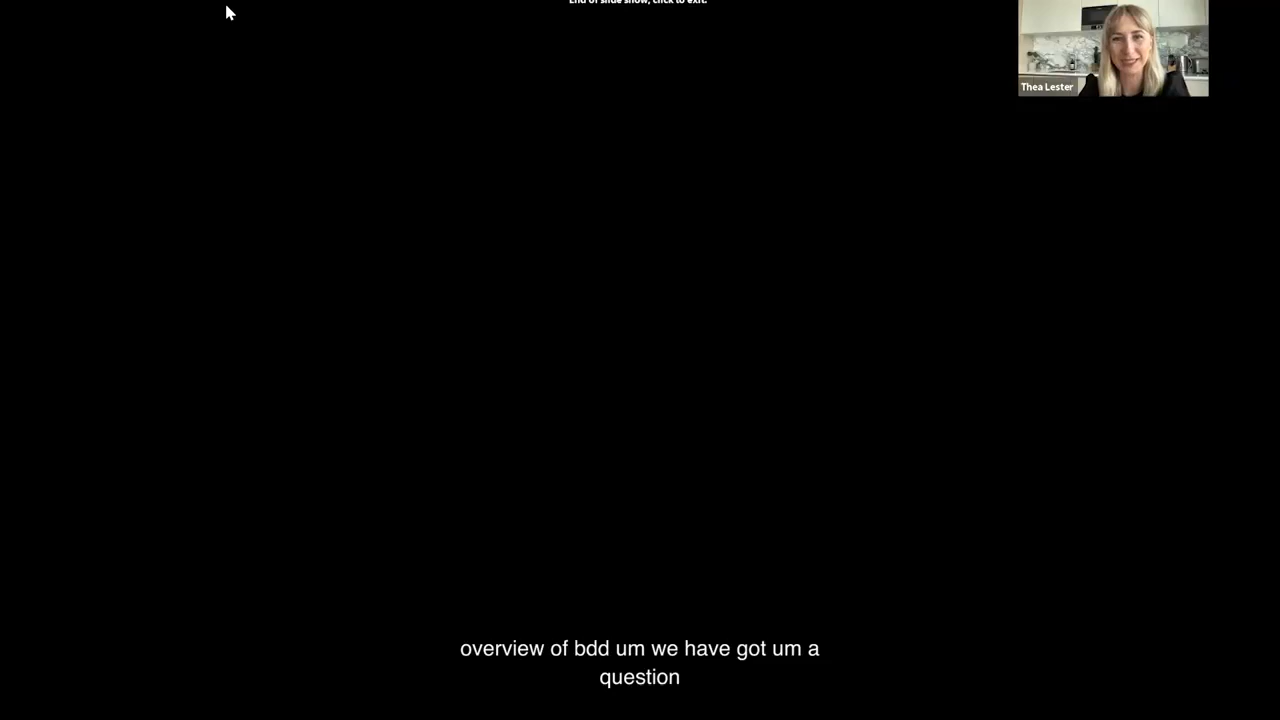 End of slide show, click to exit.
Thea Lester
overview of bdd um we have got um a
question